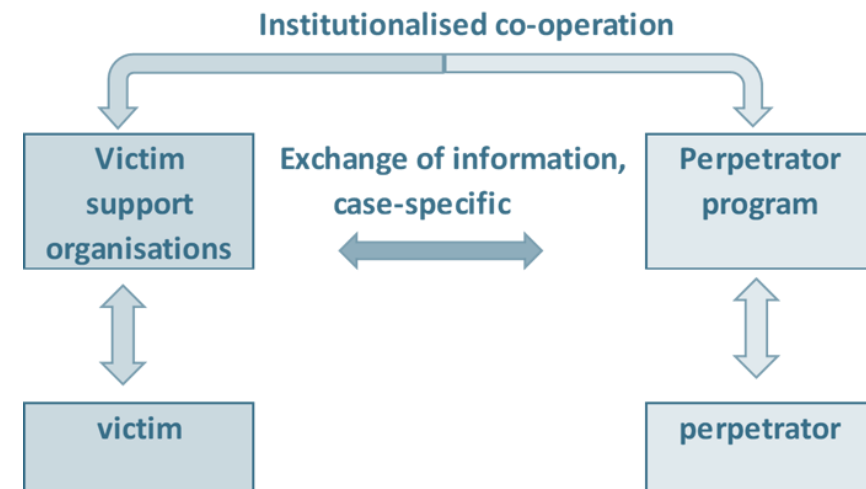 Institutionalised co-operation
Victim
support
organisations
Exchange of information,
case-specific
Perpetrator
program
victim
perpetrator